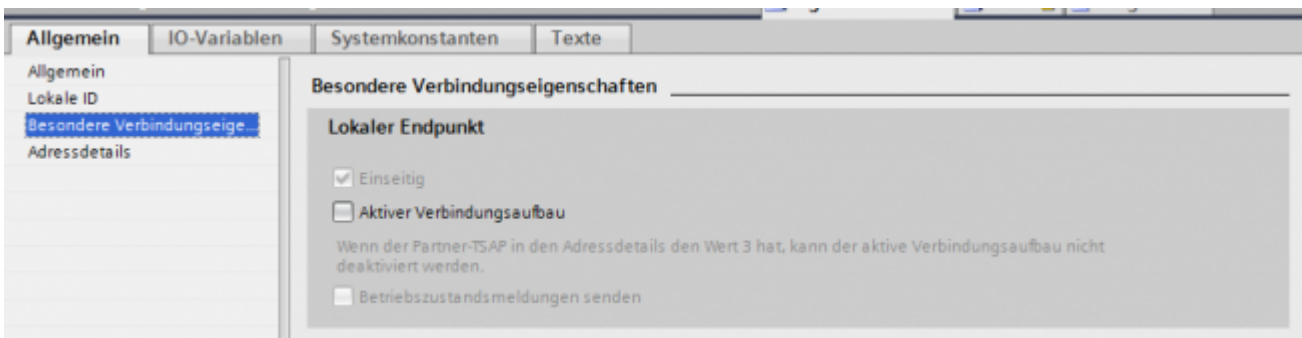 Allgemein IO-Variablen Systemkonstanten Texte
Allgemein
Lokale ID
Besondere Verbindungseige...
Adressdetails
Besondere Verbindungseigenschaften
Lokaler Endpunkt
Einseitig
Aktiver Verbindungsaufbau
Wenn der Partner-TSAP in den Adressdetails den Wert 3 hat, kann der aktive Verbindungsaufbau nicht
deaktiviert werden.
Betriebszustandsmeldungen senden